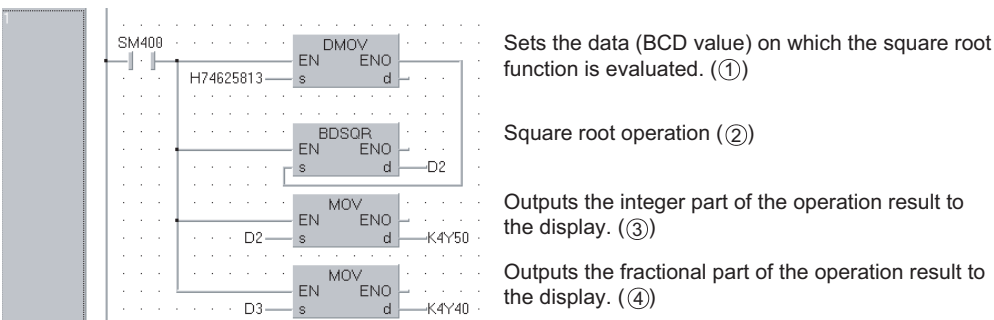 1
SM400
DMOV
EN ENO
H74625813 s d
Sets the data (BCD value) on which the square root
function is evaluated. (①)
BDSQR
EN ENO
s d D2
Square root operation (②)
MOV
EN ENO
D2 s d K4Y50
Outputs the integer part of the operation result to
the display. (③)
MOV
EN ENO
D3 s d K4Y40
Outputs the fractional part of the operation result to
the display. (④)